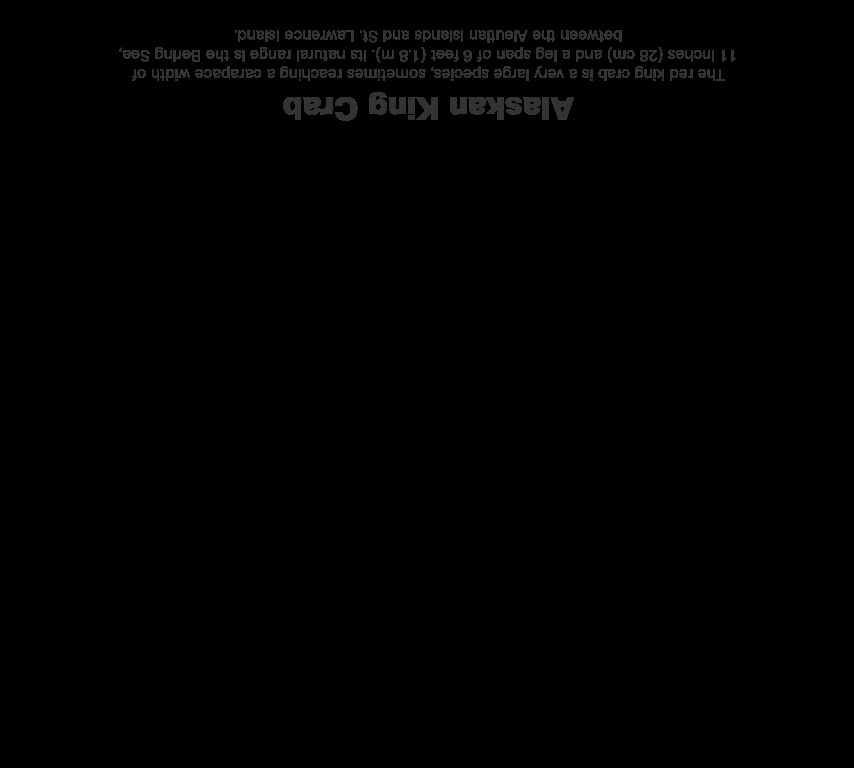 Alaskan King Crab
The red king crab is a very large species, sometimes reaching a carapace width of
11 inches (28 cm) and a leg span of 6 feet (1.8 m). Its natural range is the Bering Sea,
between the Aleutian Islands and St. Lawrence Island.